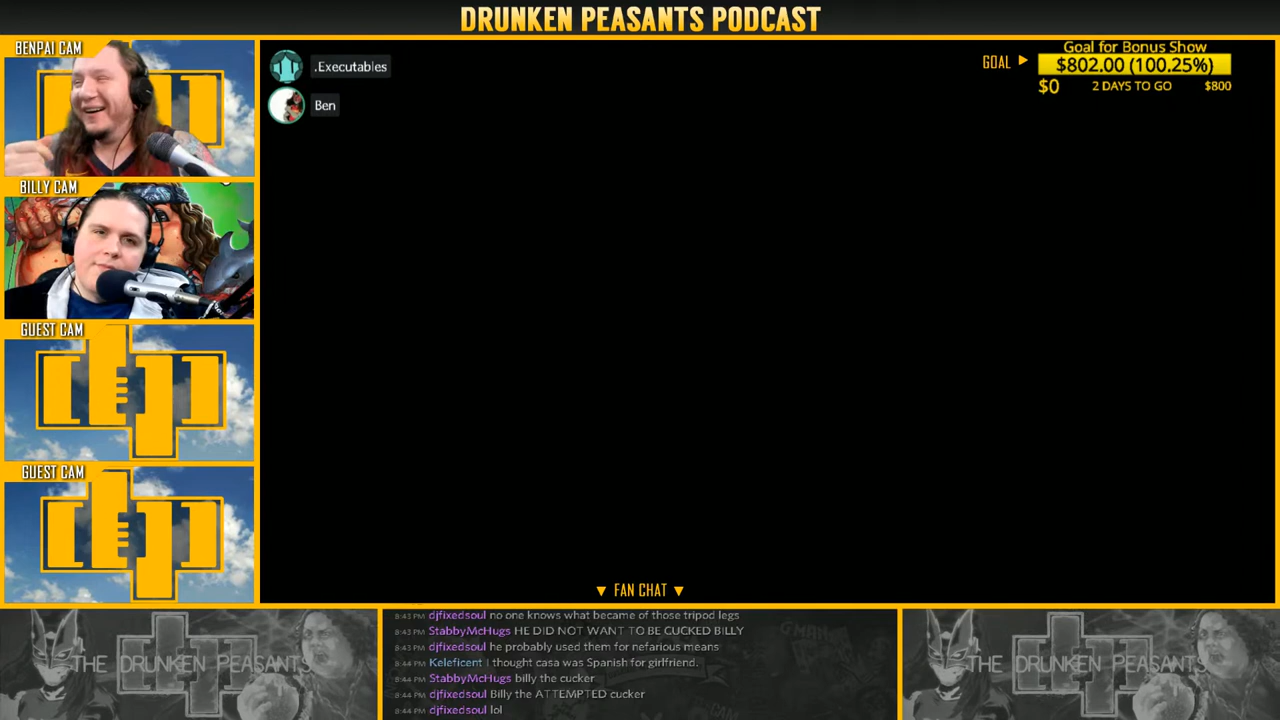 DRUNKEN PEASANTS PODCAST
BENPAI CAM
BILLY CAM
GUEST CAM
GUEST CAM
.Executables
Ben
GOAL ►
Goal for Bonus Show
$802.00 (100.25%)
$0 2 DAYS TO GO $800
▼ FAN CHAT ▼
8:43 PM djfixedsoul no one knows what became of those tripod legs
8:43 PM StabbyMcHugs HE DID NOT WANT TO BE CUCKED BILLY
8:43 PM djfixedsoul he probably used them for nefarious means
8:44 PM Keleficent I thought casa was Spanish for girlfriend.
8:44 PM StabbyMcHugs billy the cucker
8:44 PM djfixedsoul Billy the ATTEMPTED cucker
8:44 PM djfixedsoul lol
THE DRUNKEN PEASANTS
THE DRUNKEN PEASANTS